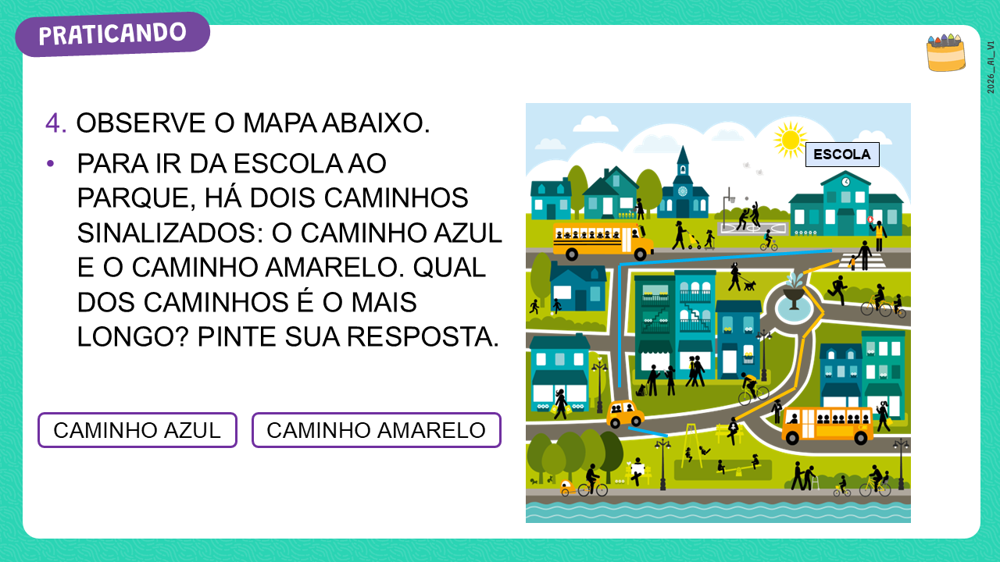 PRATICANDO
2026_AI_V1
4. OBSERVE O MAPA ABAIXO.
• PARA IR DA ESCOLA AO
PARQUE, HÁ DOIS CAMINHOS
SINALIZADOS: O CAMINHO AZUL
E O CAMINHO AMARELO. QUAL
DOS CAMINHOS É O MAIS
LONGO? PINTE SUA RESPOSTA.
CAMINHO AZUL
CAMINHO AMARELO
ESCOLA